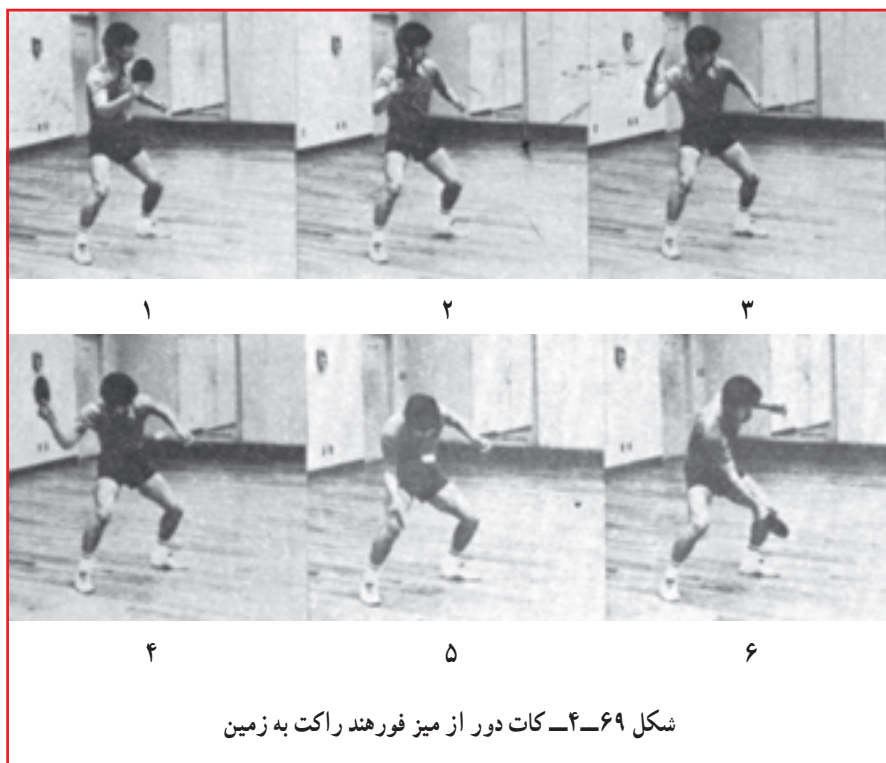 ۱ ۲ ۳
۴ ۵ ۶
شکل ۶۹ــ۴ــ کات دور از میز فورهند راکت به زمین